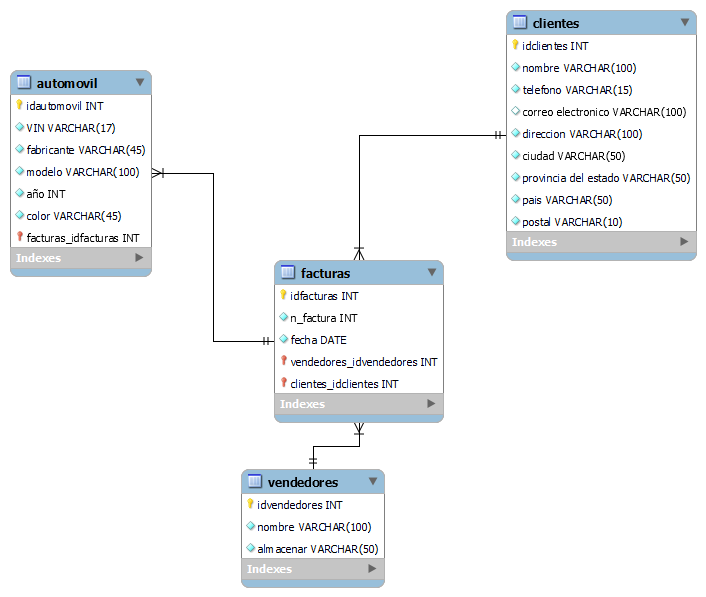 clientes
idclientes INT
nombre VARCHAR(100)
telefono VARCHAR(15)
correo electronico VARCHAR(100)
direccion VARCHAR(100)
ciudad VARCHAR(50)
provincia del estado VARCHAR(50)
pais VARCHAR(50)
postal VARCHAR(10)
Indexes
automovil
idautomovil INT
VIN VARCHAR(17)
fabricante VARCHAR(45)
modelo VARCHAR(100)
año INT
color VARCHAR(45)
facturas_idfacturas INT
Indexes
facturas
idfacturas INT
n_factura INT
fecha DATE
vendedores_idvendedores INT
clientes_idclientes INT
Indexes
vendedores
idvendedores INT
nombre VARCHAR(100)
almacenar VARCHAR(50)
Indexes